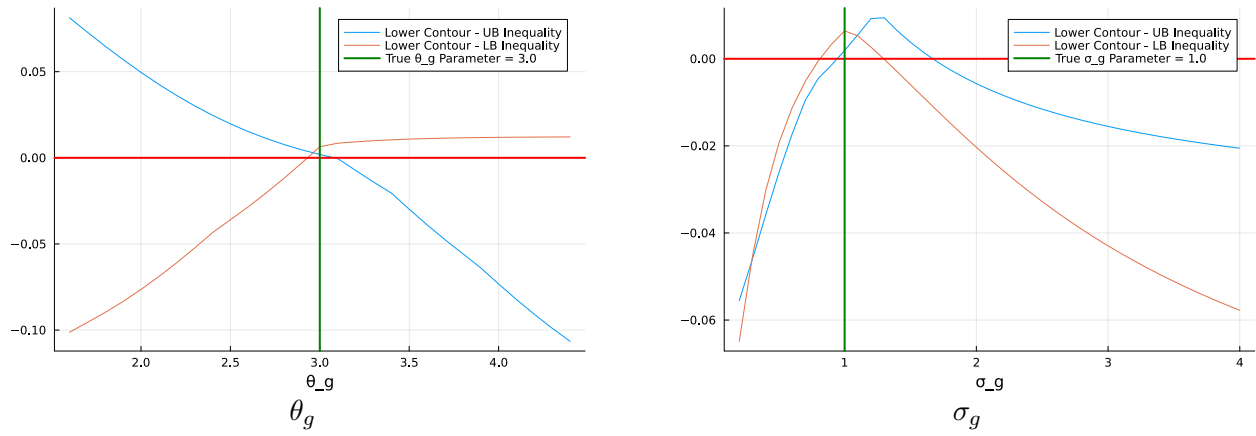 0.05
0.00
−0.05
−0.10
2.0
2.5
3.0
3.5
4.0
θ_g
Lower Contour - UB Inequality
Lower Contour - LB Inequality
True θ_g Parameter = 3.0
θg
0.00
−0.02
−0.04
−0.06
1
2
3
4
σ_g
Lower Contour - UB Inequality
Lower Contour - LB Inequality
True σ_g Parameter = 1.0
σg